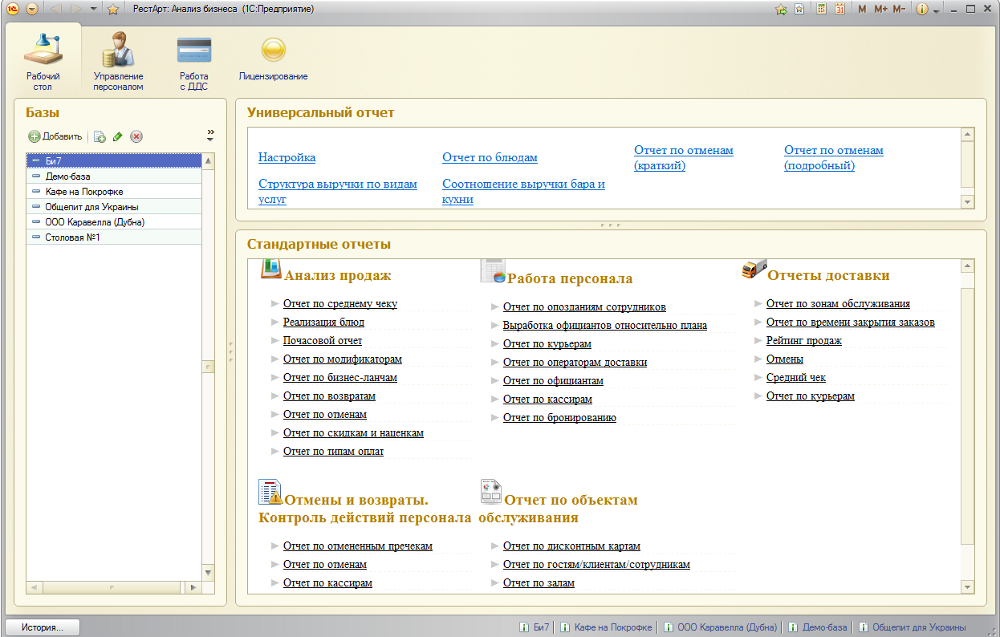 РестАрт: Анализ бизнеса (1С:Предприятие)
M M+ M-
Рабочий
стол
Управление
персоналом
Работа
с ДДС
Лицензирование
Базы
Добавить
Би7
Демо-база
Кафе на Покрофке
Общепит для Украины
ООО Каравелла (Дубна)
Столовая №1
Универсальный отчет
Настройка
Отчет по блюдам
Отчет по отменам
(краткий)
Отчет по отменам
(подробный)
Структура выручки по видам
услуг
Соотношение выручки бара и
кухни
Стандартные отчеты
Анализ продаж
Отчет по среднему чеку
Реализация блюд
Почасовой отчет
Отчет по модификаторам
Отчет по бизнес-ланчам
Отчет по возвратам
Отчет по отменам
Отчет по скидкам и наценкам
Отчет по типам оплат
Работа персонала
Отчет по опозданиям сотрудников
Выработка официантов относительно плана
Отчет по курьерам
Отчет по операторам доставки
Отчет по официантам
Отчет по кассирам
Отчет по бронированию
Отчеты доставки
Отчет по зонам обслуживания
Отчет по времени закрытия заказов
Рейтинг продаж
Отмены
Средний чек
Отчет по курьерам
Отмены и возвраты.
Контроль действий персонала
Отчет по отмененным пречекам
Отчет по отменам
Отчет по кассирам
Отчет по объектам
обслуживания
Отчет по дисконтным картам
Отчет по гостям/клиентам/сотрудникам
Отчет по залам
История...
Би7
Кафе на Покрофке
ООО Каравелла (Дубна)
Демо-база
Общепит для Украины